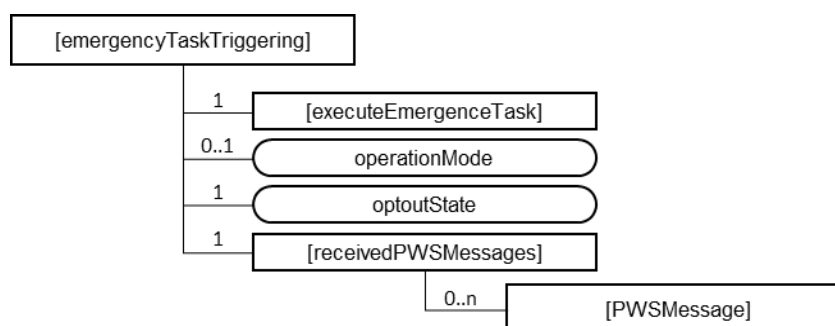 [emergencyTaskTriggering]
1
[executeEmergenceTask]
0..1
operationMode
1
optoutState
1
[receivedPWSMessages]
0..n
[PWSMessage]